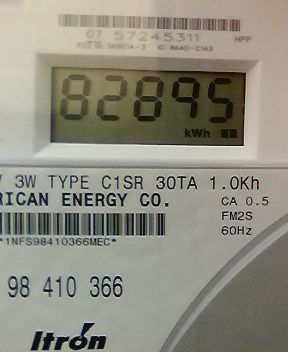 07 57245311 HPP
82895
kWh
V 3W TYPE C1SR 30TA 1.0Kh
RICAN ENERGY CO. CA 0.5
FM2S
*1NFS98410366MEC* 60Hz
98 410 366
Itron